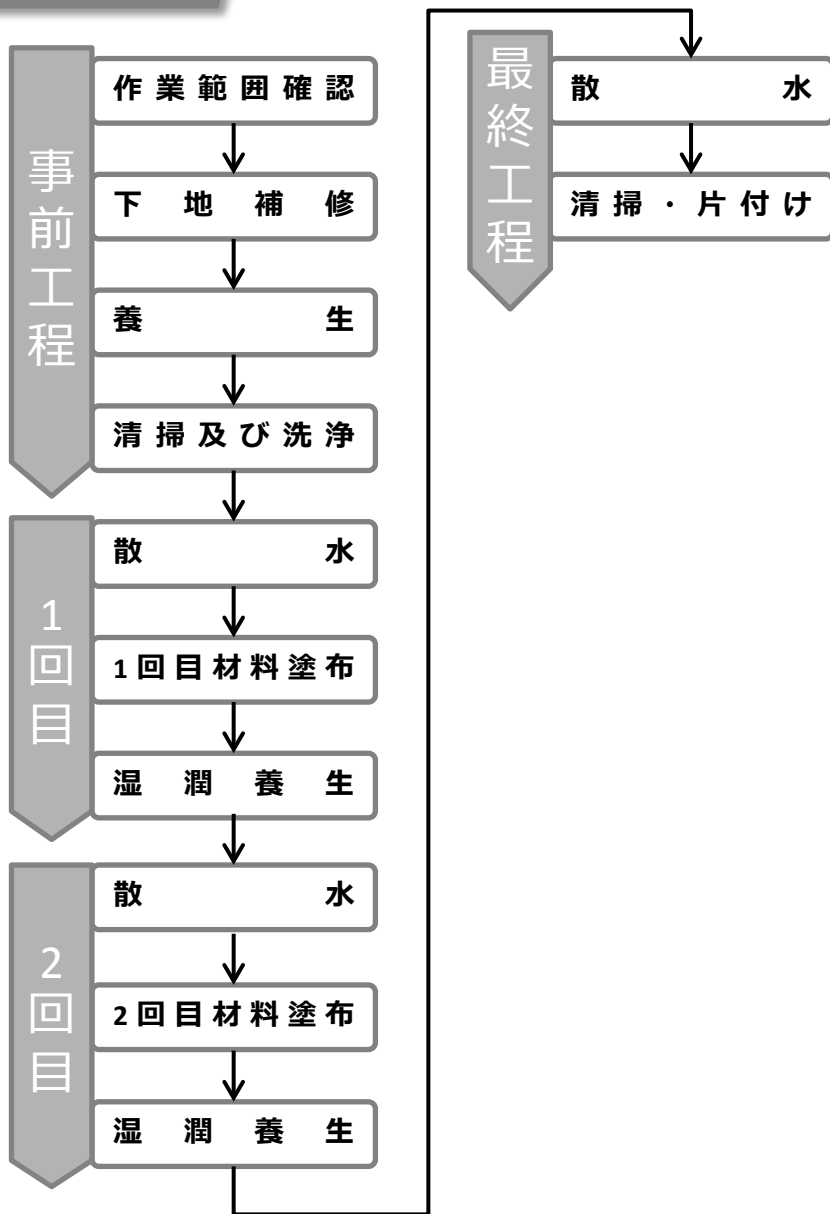 事前工程
作業範囲確認
下地補修
養生
清掃及び洗浄
1回目
散水
1回目材料塗布
湿潤養生
2回目
散水
2回目材料塗布
湿潤養生
最終工程
散水
清掃・片付け